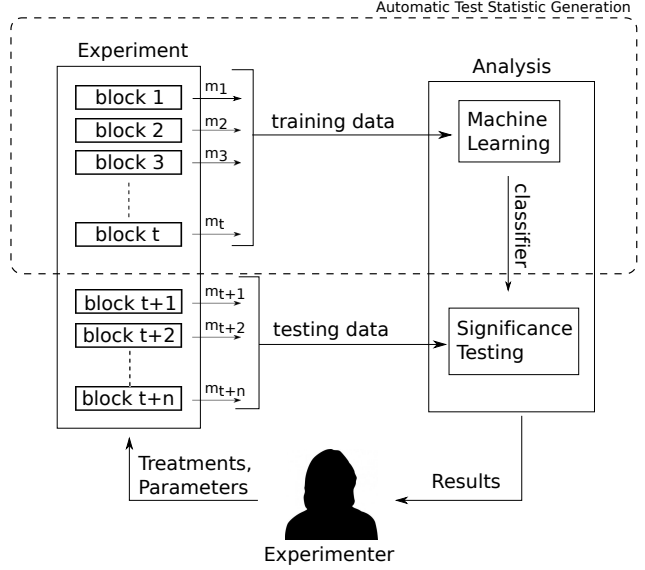 Automatic Test Statistic Generation
Experiment
Analysis
block 1
m1
block 2
m2
block 3
m3
block t
mt
training data
Machine
Learning
classifier
block t+1
mt+1
block t+2
mt+2
block t+n
mt+n
testing data
Significance
Testing
Treatments,
Parameters
Results
Experimenter